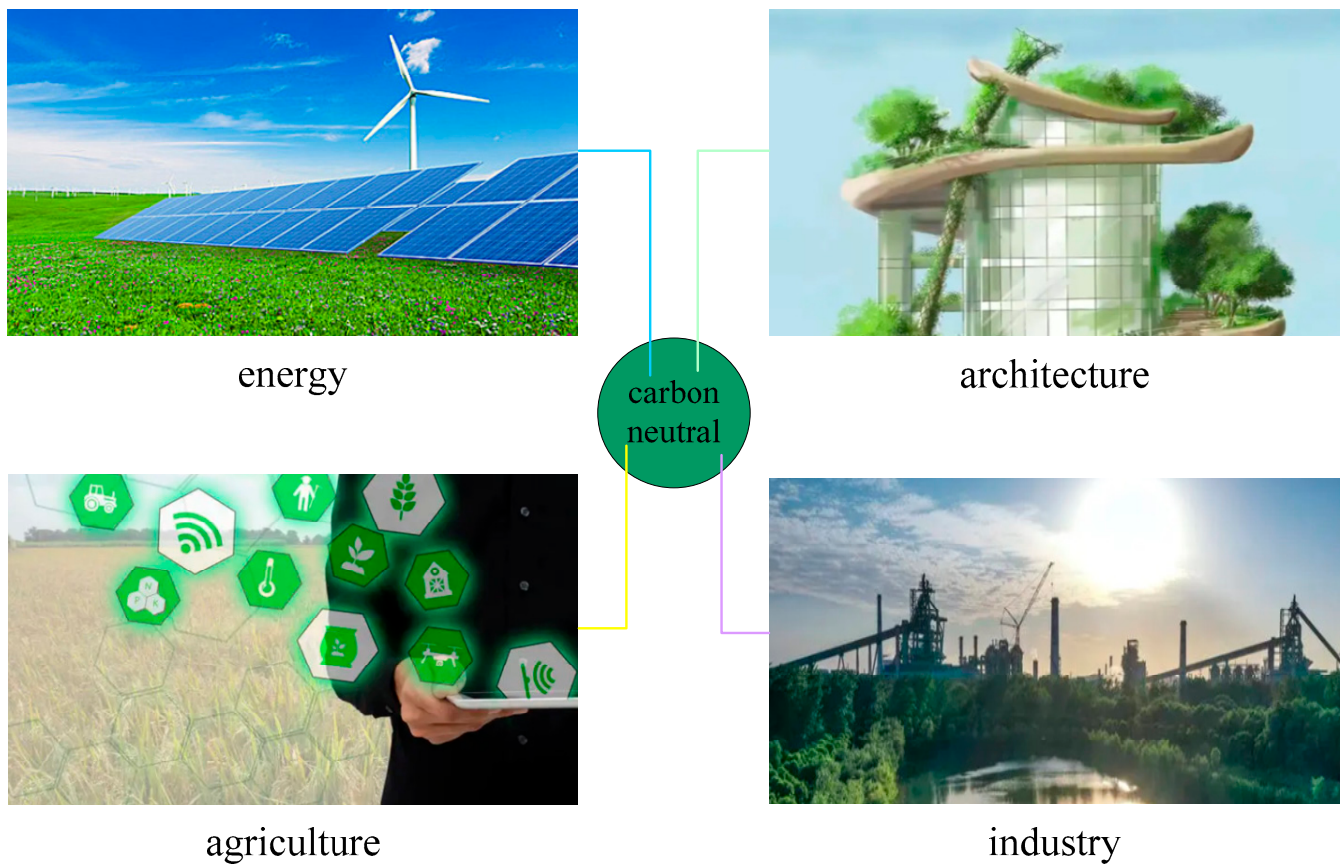 energy
architecture
carbon
neutral
N
P K
agriculture
industry